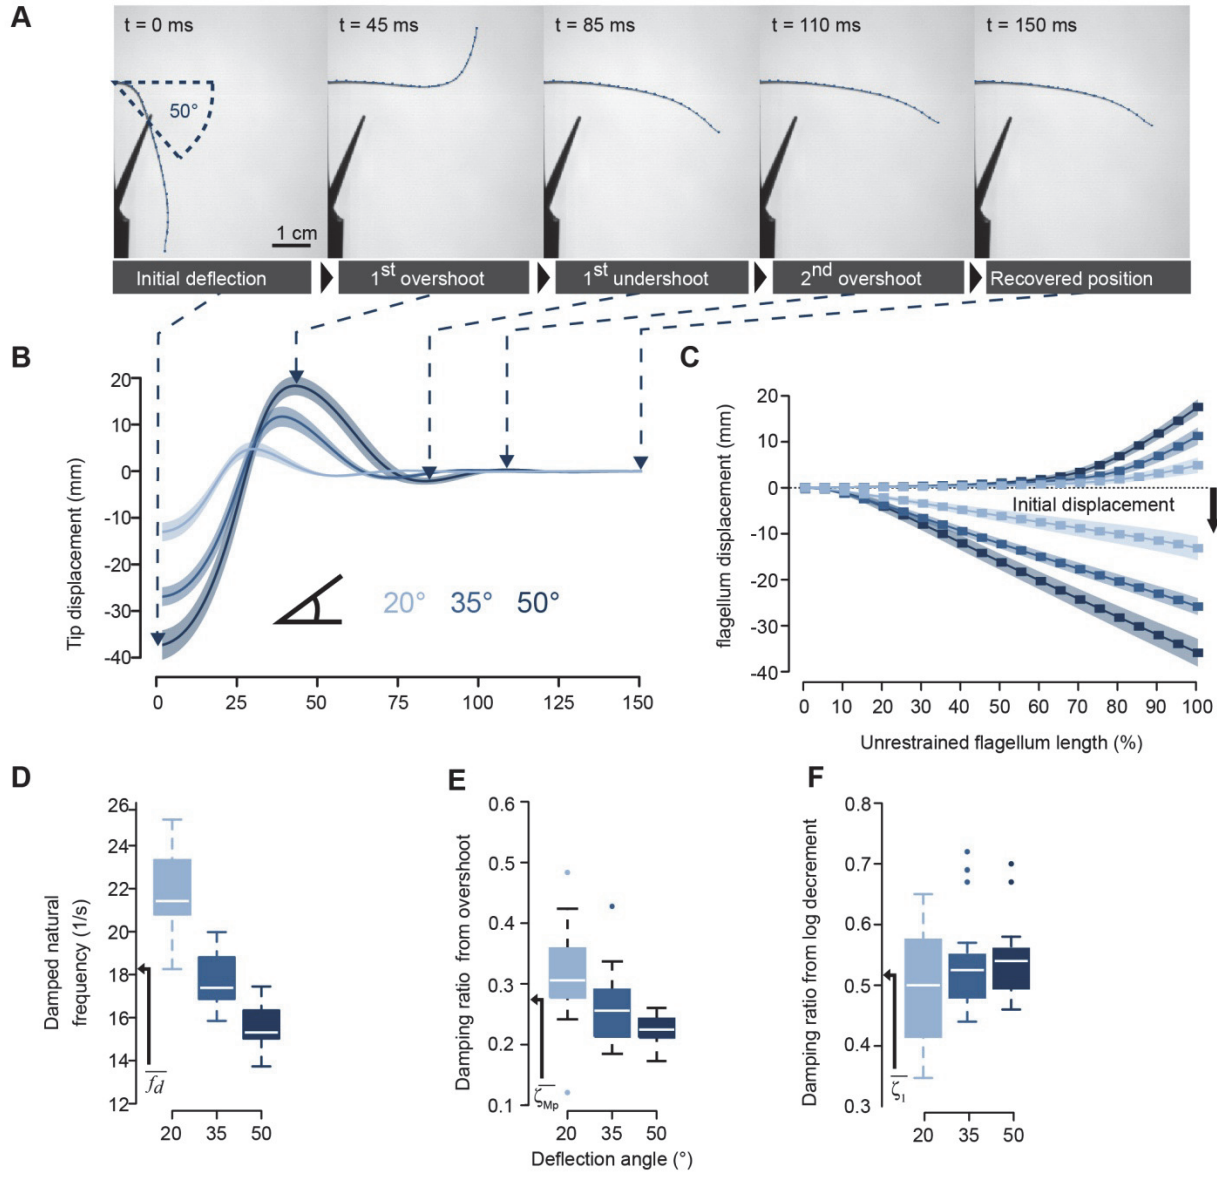 A
t = 0 ms
t = 45 ms
t = 85 ms
t = 110 ms
t = 150 ms
50°
1 cm
Initial deflection
1st overshoot
1st undershoot
2nd overshoot
Recovered position
B
Tip displacement (mm)
20
10
0
-10
-20
-30
-40
20° 35° 50°
0 25 50 75 100 125 150
C
flagellum displacement (mm)
20
10
0
-10
-20
-30
-40
Initial displacement
0 10 20 30 40 50 60 70 80 90 100
Unrestrained flagellum length (%)
D
Damped natural
frequency (1/s)
26
24
22
20
18
16
14
12
fd
20 35 50
E
Damping ratio from overshoot
0.6
0.5
0.4
0.3
0.2
0.1
ζMp
20 35 50
Deflection angle (°)
F
Damping ratio from log decrement
0.8
0.7
0.6
0.5
0.4
0.3
ζ1
20 35 50